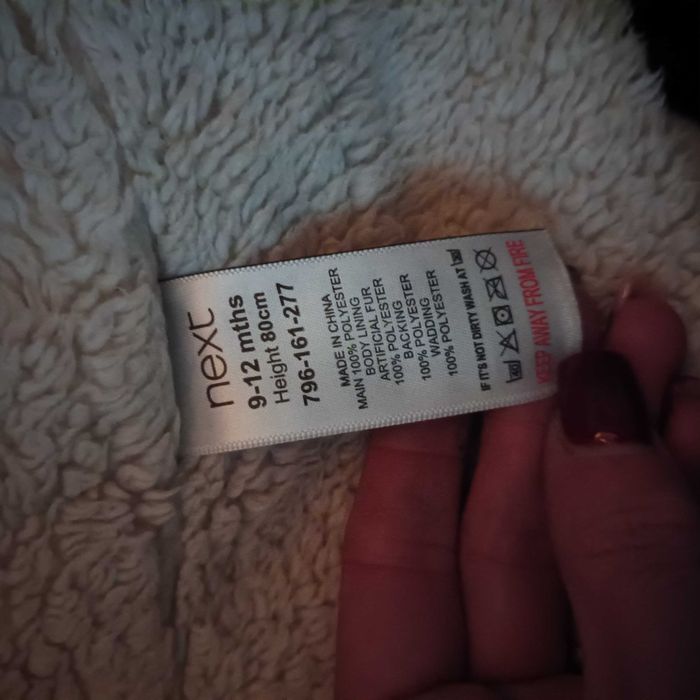 next
9-12 mths
Height 80cm
796-161-277
MADE IN CHINA
MAIN 100% POLYESTER
BODY LINING
ARTIFICIAL FUR
100% POLYESTER
BACKING
100% POLYESTER
WADDING
100% POLYESTER
IF IT'S NOT DIRTY WASH AT
KEEP AWAY FROM FIRE